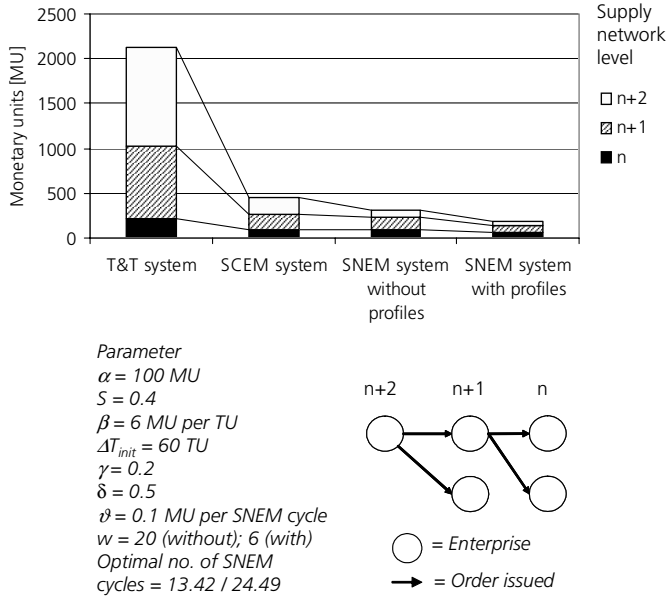 Monetary units [MU]
2500
2000
1500
1000
500
0
T&T system
SCEM system
SNEM system
without
profiles
SNEM system
with profiles
Supply
network
level
n+2
n+1
n
Parameter
α = 100 MU
S = 0.4
β = 6 MU per TU
ΔTinit = 60 TU
γ = 0.2
δ = 0.5
ϑ = 0.1 MU per SNEM cycle
w = 20 (without); 6 (with)
Optimal no. of SNEM
cycles = 13.42 / 24.49
n+2 n+1 n
= Enterprise
= Order issued